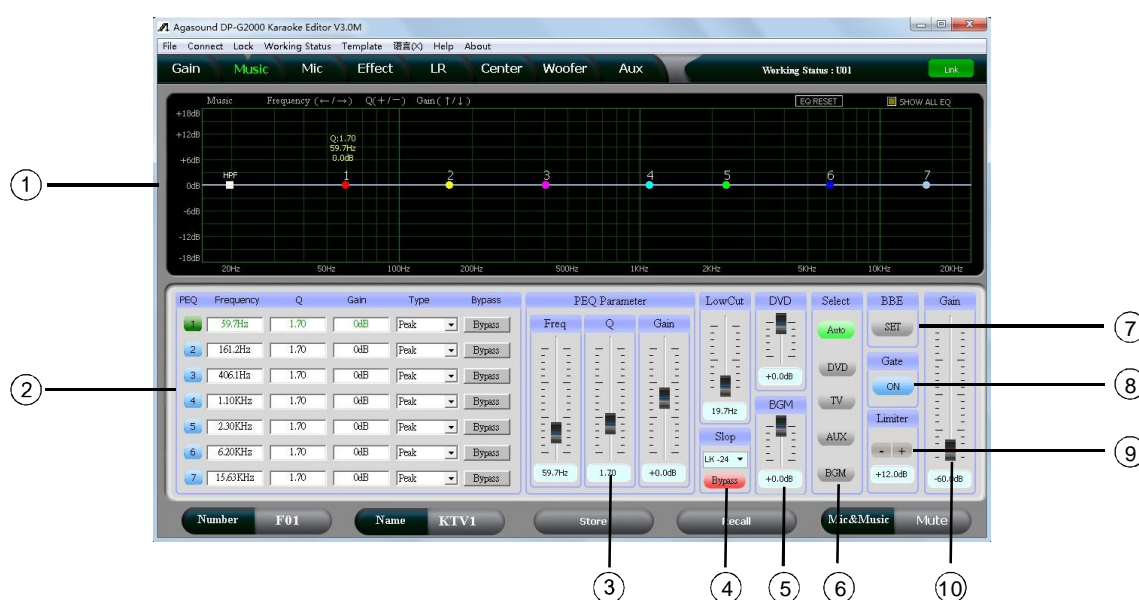 Agasound DP-G2000 Karaoke Editor V3.0M
File Connect Lock Working Status Template 语言(X) Help About
Gain Music Mic Effect LR Center Woofer Aux Working Status : U01 Link
Music Frequency (←/→) Q(+/−) Gain(↑/↓) EQ RESET SHOW ALL EQ
+18dB
+12dB
Q:1.70
59.7Hz
+6dB 0.0dB
HPF 1 2 3 4 5 6 7
① 0dB
-6dB
-12dB
-18dB
20Hz 50Hz 100Hz 200Hz 500Hz 1KHz 2KHz 5KHz 10KHz 20KHz
PEQ Frequency Q Gain Type Bypass PEQ Parameter LowCut DVD Select BBE Gain
1 59.7Hz 1.70 0dB Peak Bypass Freq Q Gain Auto SET ⑦
2 161.2Hz 1.70 0dB Peak Bypass Gate
3 406.1Hz 1.70 0dB Peak Bypass +0.0dB DVD ON ⑧
②
4 1.10KHz 1.70 0dB Peak Bypass 19.7Hz BGM TV Limiter
5 2.30KHz 1.70 0dB Peak Bypass Slop AUX
6 6.20KHz 1.70 0dB Peak Bypass LK -24 - + ⑨
7 15.63KHz 1.70 0dB Peak Bypass 59.7Hz 1.70 +0.0dB Bypass +0.0dB BGM +12.0dB -60.0dB
Number F01 Name KTV1 Store Recall Mic&Music Mute
③ ④ ⑤ ⑥ ⑩